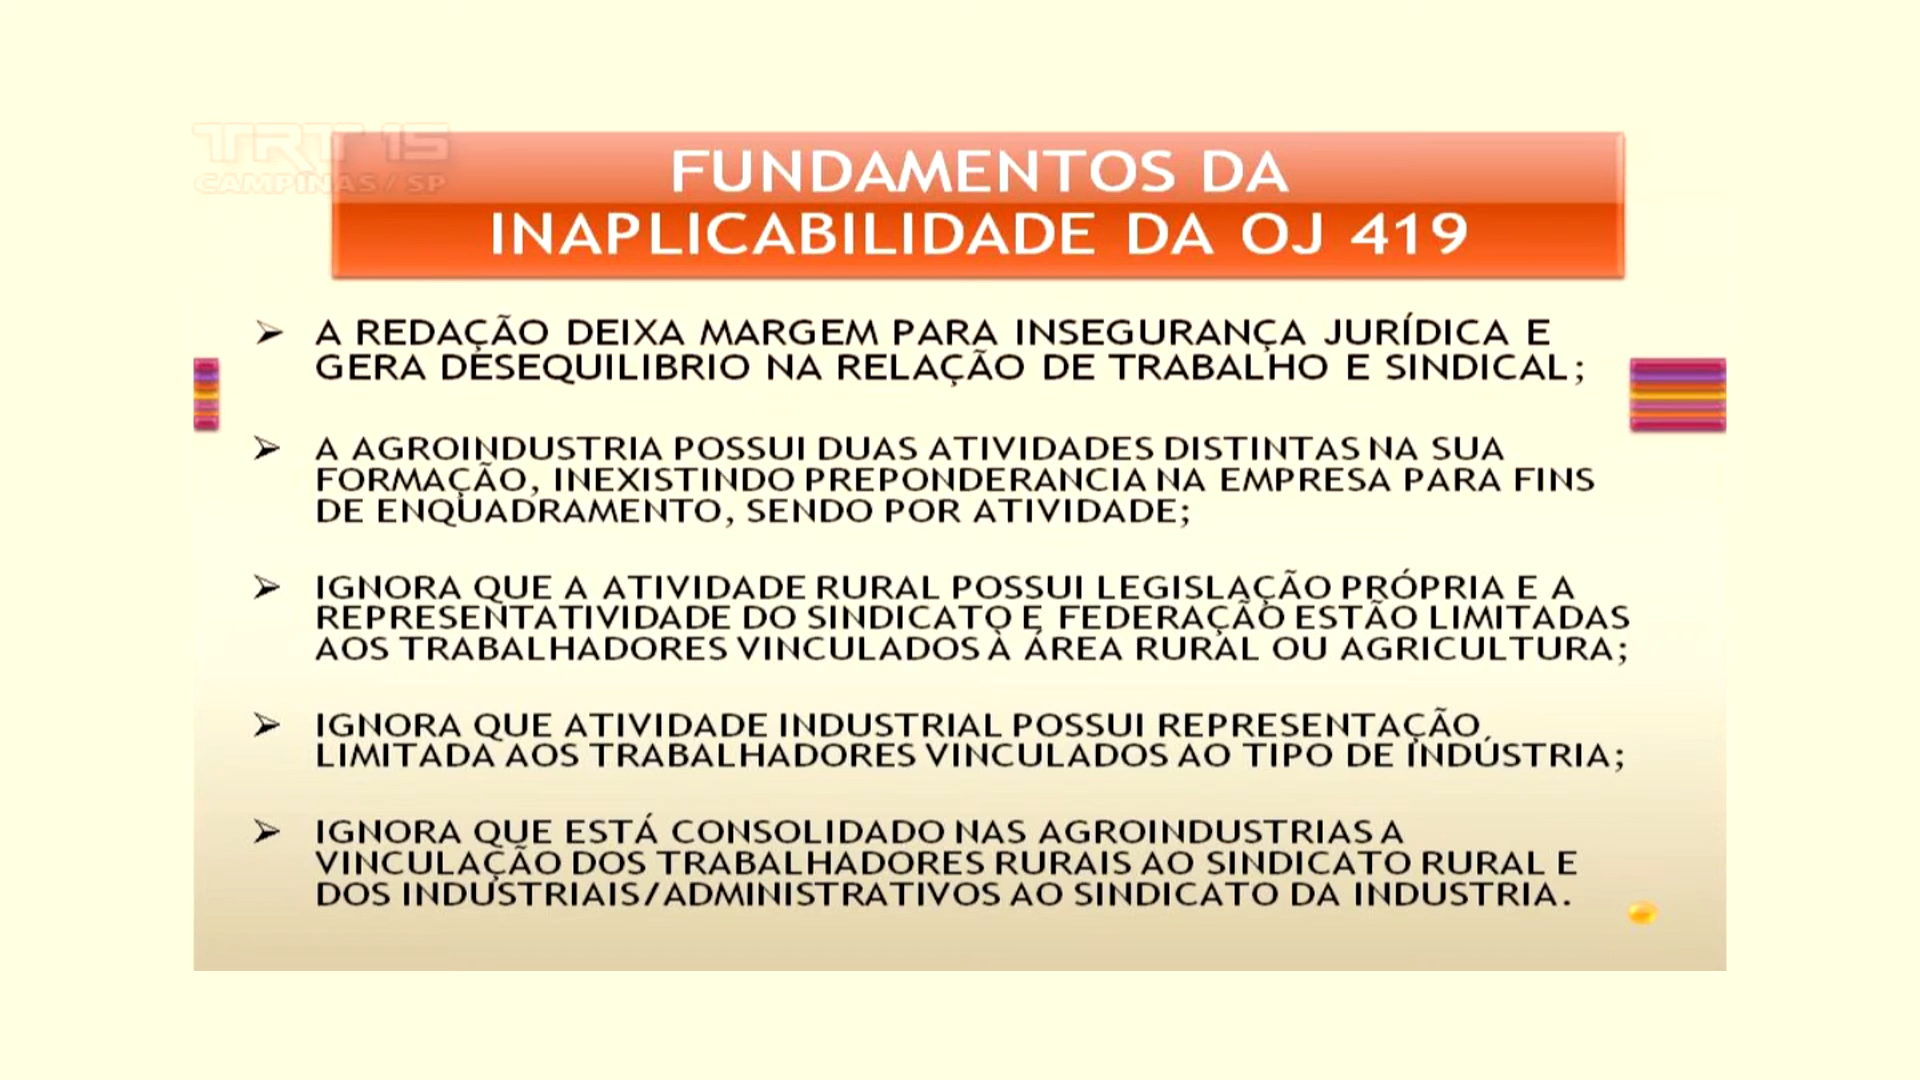 TRT 15
CAMPINAS / SP
FUNDAMENTOS DA
INAPLICABILIDADE DA OJ 419
A REDAÇÃO DEIXA MARGEM PARA INSEGURANÇA JURÍDICA E
GERA DESEQUILIBRIO NA RELAÇÃO DE TRABALHO E SINDICAL;
A AGROINDUSTRIA POSSUI DUAS ATIVIDADES DISTINTAS NA SUA
FORMAÇÃO, INEXISTINDO PREPONDERANCIA NA EMPRESA PARA FINS
DE ENQUADRAMENTO, SENDO POR ATIVIDADE;
IGNORA QUE A ATIVIDADE RURAL POSSUI LEGISLAÇÃO PRÓPRIA E A
REPRESENTATIVIDADE DO SINDICATO E FEDERAÇÃO ESTÃO LIMITADAS
AOS TRABALHADORES VINCULADOS À ÁREA RURAL OU AGRICULTURA;
IGNORA QUE ATIVIDADE INDUSTRIAL POSSUI REPRESENTAÇÃO
LIMITADA AOS TRABALHADORES VINCULADOS AO TIPO DE INDÚSTRIA;
IGNORA QUE ESTÁ CONSOLIDADO NAS AGROINDUSTRIAS A
VINCULAÇÃO DOS TRABALHADORES RURAIS AO SINDICATO RURAL E
DOS INDUSTRIAIS/ADMINISTRATIVOS AO SINDICATO DA INDUSTRIA.